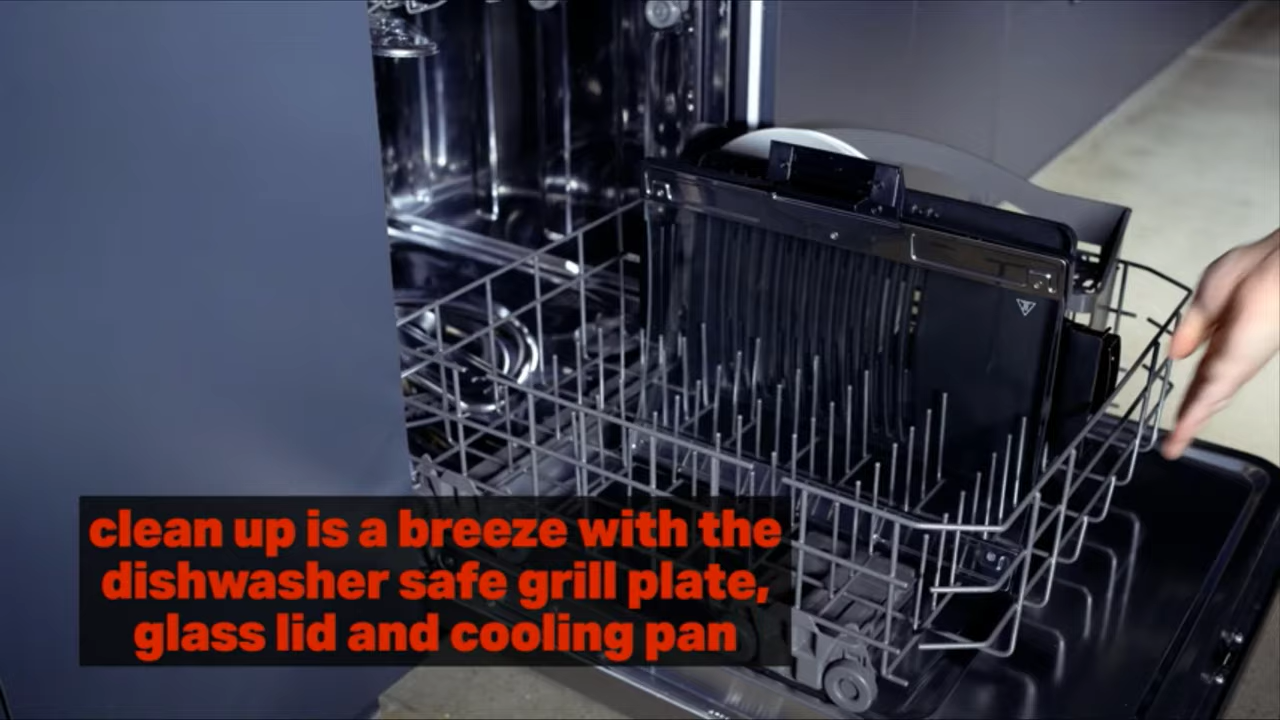 clean up is a breeze with the
dishwasher safe grill plate,
glass lid and cooling pan